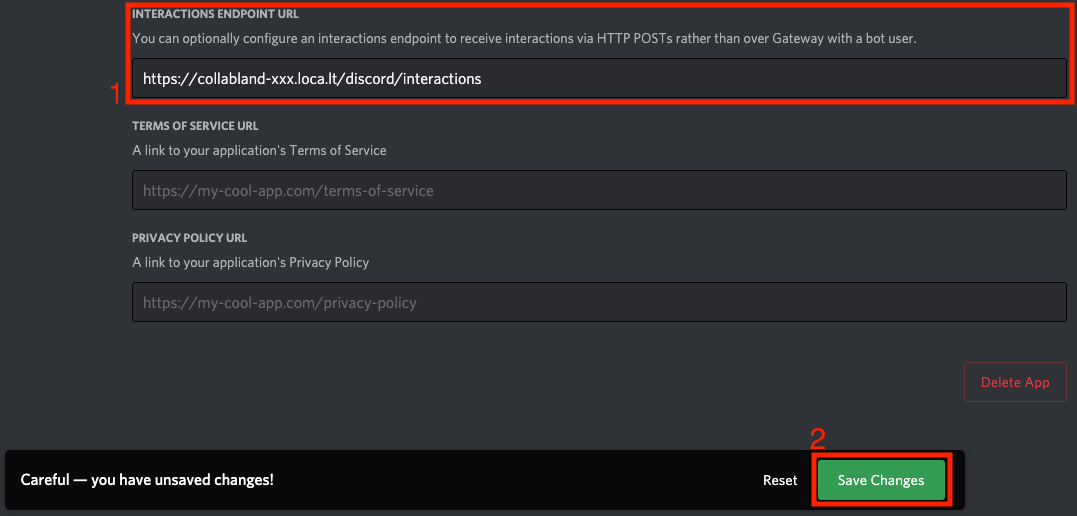 INTERACTIONS ENDPOINT URL
You can optionally configure an interactions endpoint to receive interactions via HTTP POSTs rather than over Gateway with a bot user.
https://collabland-xxx.loca.lt/discord/interactions
1
TERMS OF SERVICE URL
A link to your application's Terms of Service
https://my-cool-app.com/terms-of-service
PRIVACY POLICY URL
A link to your application's Privacy Policy
https://my-cool-app.com/privacy-policy
Delete App
2
Careful — you have unsaved changes!
Reset
Save Changes